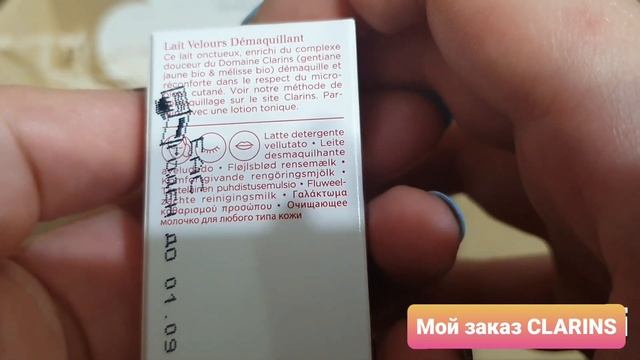 Lait Velours Démaquillant
Ce lait onctueux, enrichi du complexe
douceur du Domaine Clarins (gentiane
jaune bio & mélisse bio) démaquille et
réconforte dans le respect du micro-
cutané. Voir notre méthode de
maquillage sur le site Clarins. Par-
avec une lotion tonique.
Latte detergente
vellutato • Leite
desmaquilhante
Fløjlsblød rensemælk •
rengöringsmjölk •
puhdistusemulsio • Fluweel-
reinigingsmilk • Γαλάκτωμα
καθαρισμού προσώπου • Очищающее
молочко для любого типа кожи
ДО 01.09
Мой заказ CLARINS